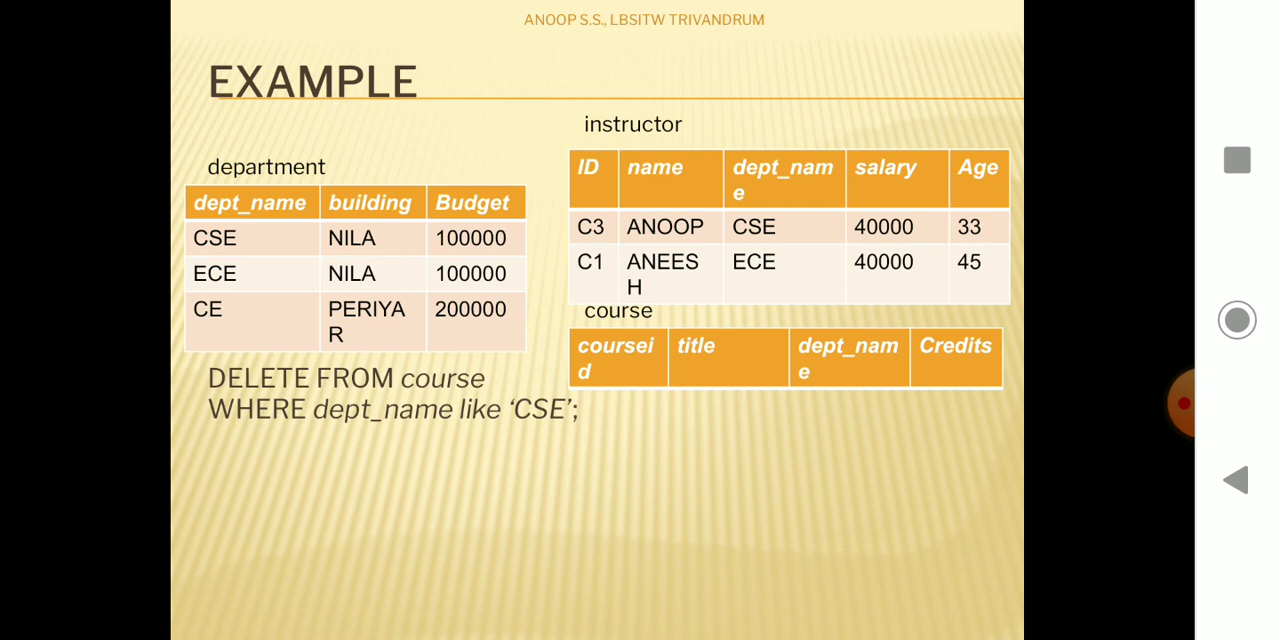 ANOOP S.S., LBSITW TRIVANDRUM
EXAMPLE
department
dept_name building Budget
CSE NILA 100000
ECE NILA 100000
CE PERIYA 200000
R
DELETE FROM course
WHERE dept_name like ‘CSE’;
instructor
ID name dept_nam salary Age
e
C3 ANOOP CSE 40000 33
C1 ANEES ECE 40000 45
H
course
coursei title dept_nam Credits
d e